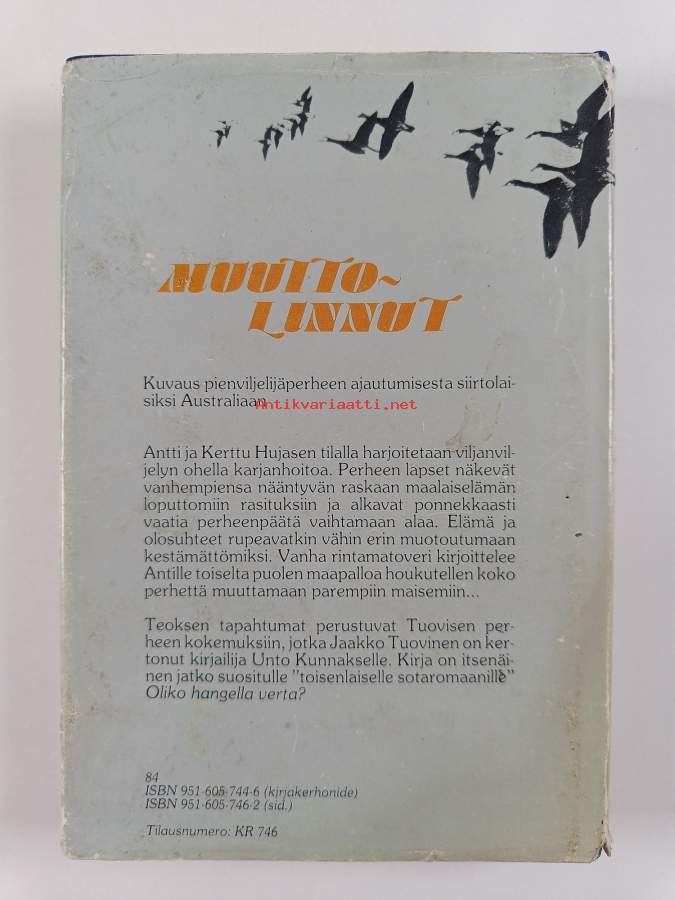 MUUTTO~
LINNUT
Kuvaus pienviljelijäperheen ajautumisesta siirtolai-
siksi Australiaan
Antikvariaatti.net
Antti ja Kerttu Hujasen tilalla harjoitetaan viljanvil-
jelyn ohella karjanhoitoa. Perheen lapset näkevät
vanhempiensa nääntyvän raskaan maalaiselämän
loputtomiin rasituksiin ja alkavat ponnekkaasti
vaatia perheenpäätä vaihtamaan alaa. Elämä ja
olosuhteet rupeavatkin vähin erin muotoutumaan
kestämättömiksi. Vanha rintamatoveri kirjoittelee
Antille toiselta puolen maapalloa houkutellen koko
perhettä muuttamaan parempiin maisemiin...
Teoksen tapahtumat perustuvat Tuovisen per-
heen kokemuksiin, jotka Jaakko Tuovinen on ker-
tonut kirjailija Unto Kunnakselle. Kirja on itsenäi-
nen jatko suositulle "toisenlaiselle sotaromaanille"
Oliko hangella verta?
84
ISBN 951-605-744-6 (kirjakerhonide)
ISBN 951-605-746-2 (sid.)
Tilausnumero: KR 746